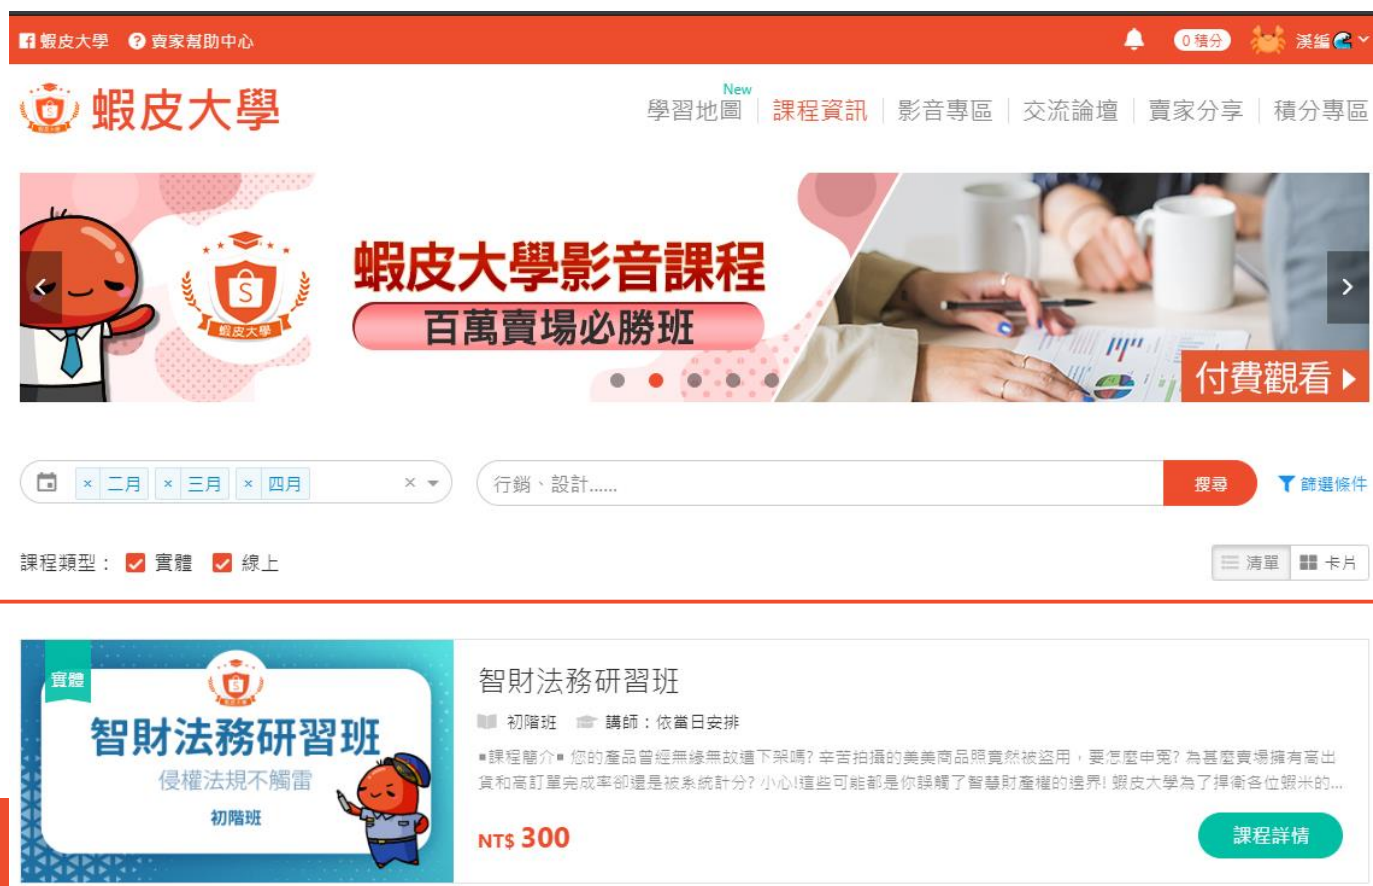 蝦皮大學 賣家幫助中心 0 積分 漢編
蝦皮大學
New
學習地圖 課程資訊 影音專區 交流論壇 賣家分享 積分專區
S
蝦皮大學
蝦皮大學影音課程
百萬賣場必勝班
付費觀看
× 二月 × 三月 × 四月 ×
行銷、設計......
搜尋 篩選條件
課程類型： 實體 線上
清單 卡片
實體
智財法務研習班
侵權法規不觸雷
初階班
智財法務研習班
初階班 講師：依當日安排
▪課程簡介▪ 您的產品曾經無緣無故遭下架嗎? 辛苦拍攝的美美商品照竟然被盜用，要怎麼申冤? 為甚麼賣場擁有高出
貨和高訂單完成率卻還是被系統計分? 小心!這些可能都是你誤觸了智慧財產權的邊界! 蝦皮大學為了捍衛各位蝦米的...
NT$ 300
課程詳情